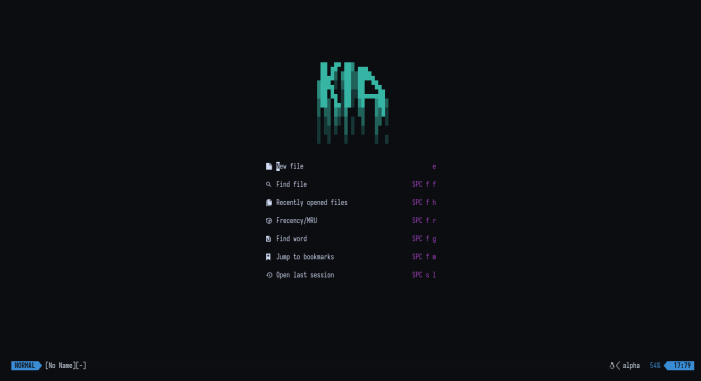 KA
New file e
Find file SPC f f
Recently opened files SPC f h
Frecency/MRU SPC f r
Find word SPC f g
Jump to bookmarks SPC f m
Open last session SPC s l
NORMAL [No Name][-] alpha 54% 17:79